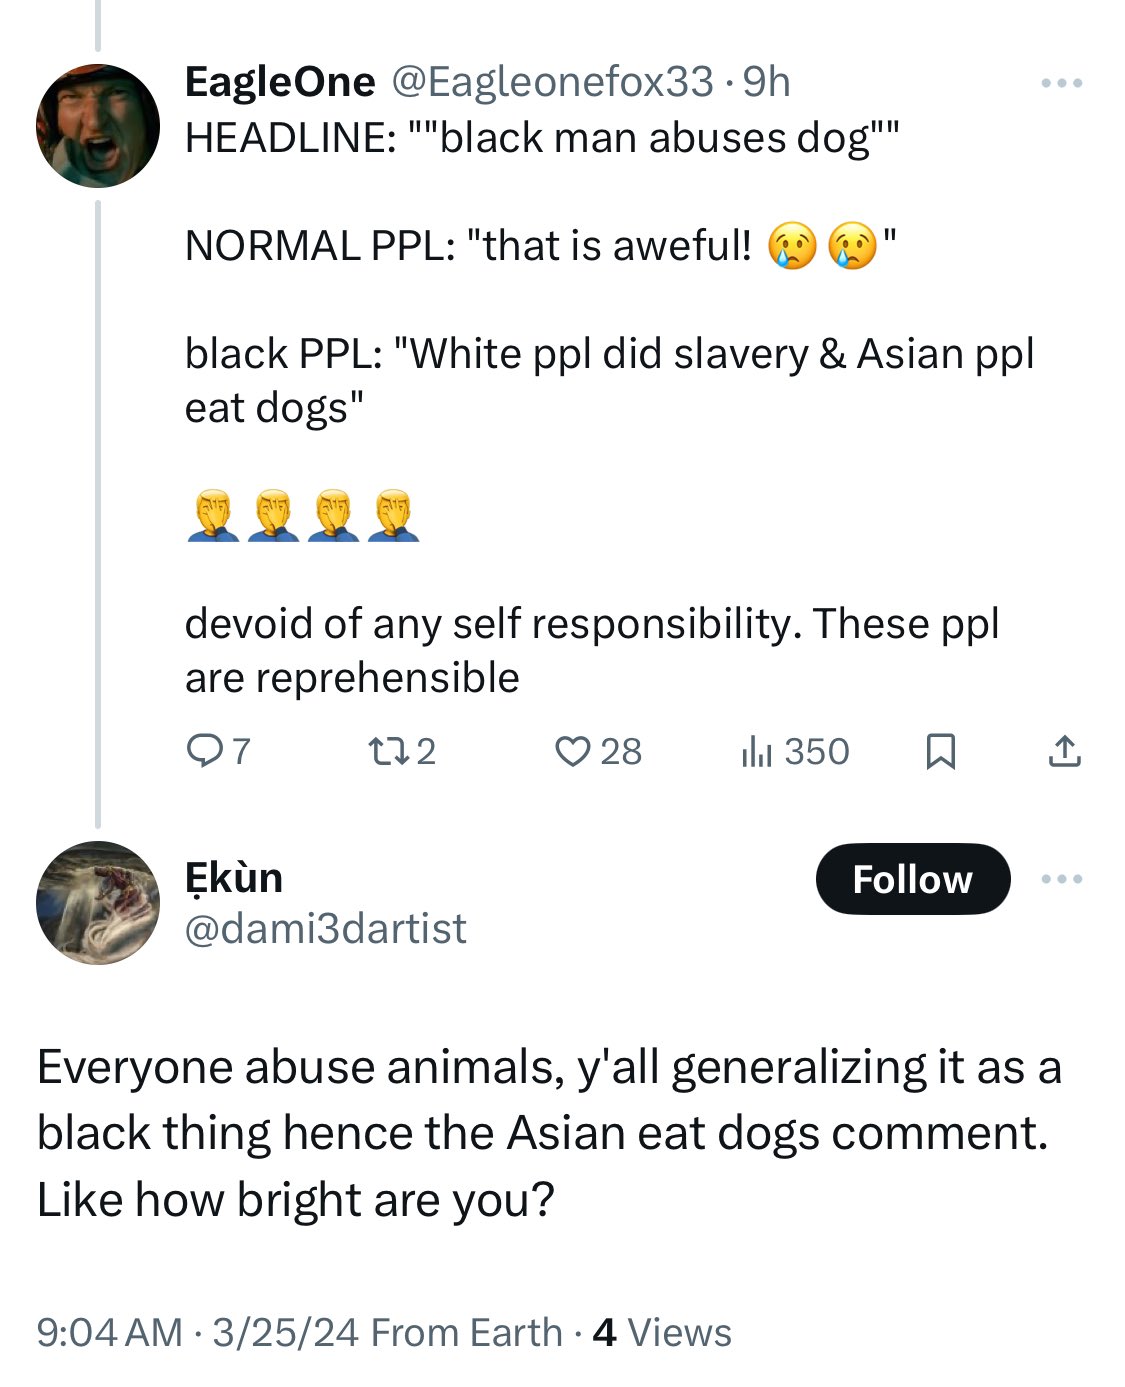 EagleOne @Eagleonefox33 · 9h
HEADLINE: ""black man abuses dog""
NORMAL PPL: "that is aweful! 😢😢"
black PPL: "White ppl did slavery & Asian ppl
eat dogs"
🤦‍♂️🤦‍♂️🤦‍♂️🤦‍♂️
devoid of any self responsibility. These ppl
are reprehensible
7 2 28 350
Ẹkùn
Follow
@dami3dartist
Everyone abuse animals, y'all generalizing it as a
black thing hence the Asian eat dogs comment.
Like how bright are you?
9:04 AM · 3/25/24 From Earth · 4 Views